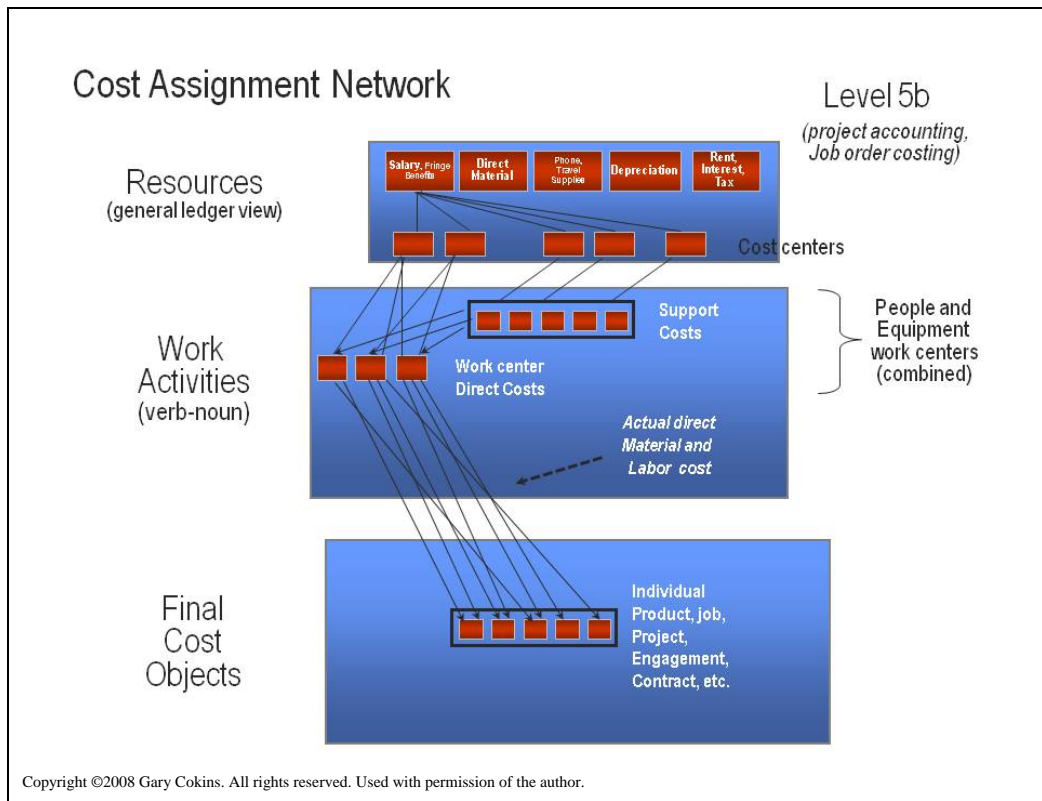 Cost Assignment Network
Level 5b
(project accounting,
Job order costing)
Resources
(general ledger view)
Salary, Fringe
Benefits
Direct
Material
Phone,
Travel
Supplies
Depreciation
Rent,
Interest,
Tax
Cost centers
Work
Activities
(verb-noun)
Support
Costs
Work center
Direct Costs
Actual direct
Material and
Labor cost
People and
Equipment
work centers
(combined)
Final
Cost
Objects
Individual
Product, job,
Project,
Engagement,
Contract, etc.
Copyright ©2008 Gary Cokins. All rights reserved. Used with permission of the author.